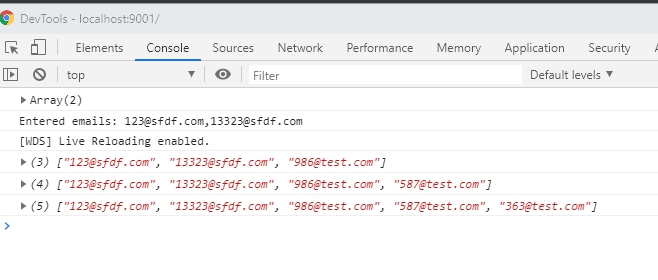 DevTools - localhost:9001/
Elements Console Sources Network Performance Memory Application Security
top Filter Default levels ▼
Array(2)
Entered emails: 123@sfdf.com,13323@sfdf.com
[WDS] Live Reloading enabled.
(3) ["123@sfdf.com", "13323@sfdf.com", "986@test.com"]
(4) ["123@sfdf.com", "13323@sfdf.com", "986@test.com", "587@test.com"]
(5) ["123@sfdf.com", "13323@sfdf.com", "986@test.com", "587@test.com", "363@test.com"]